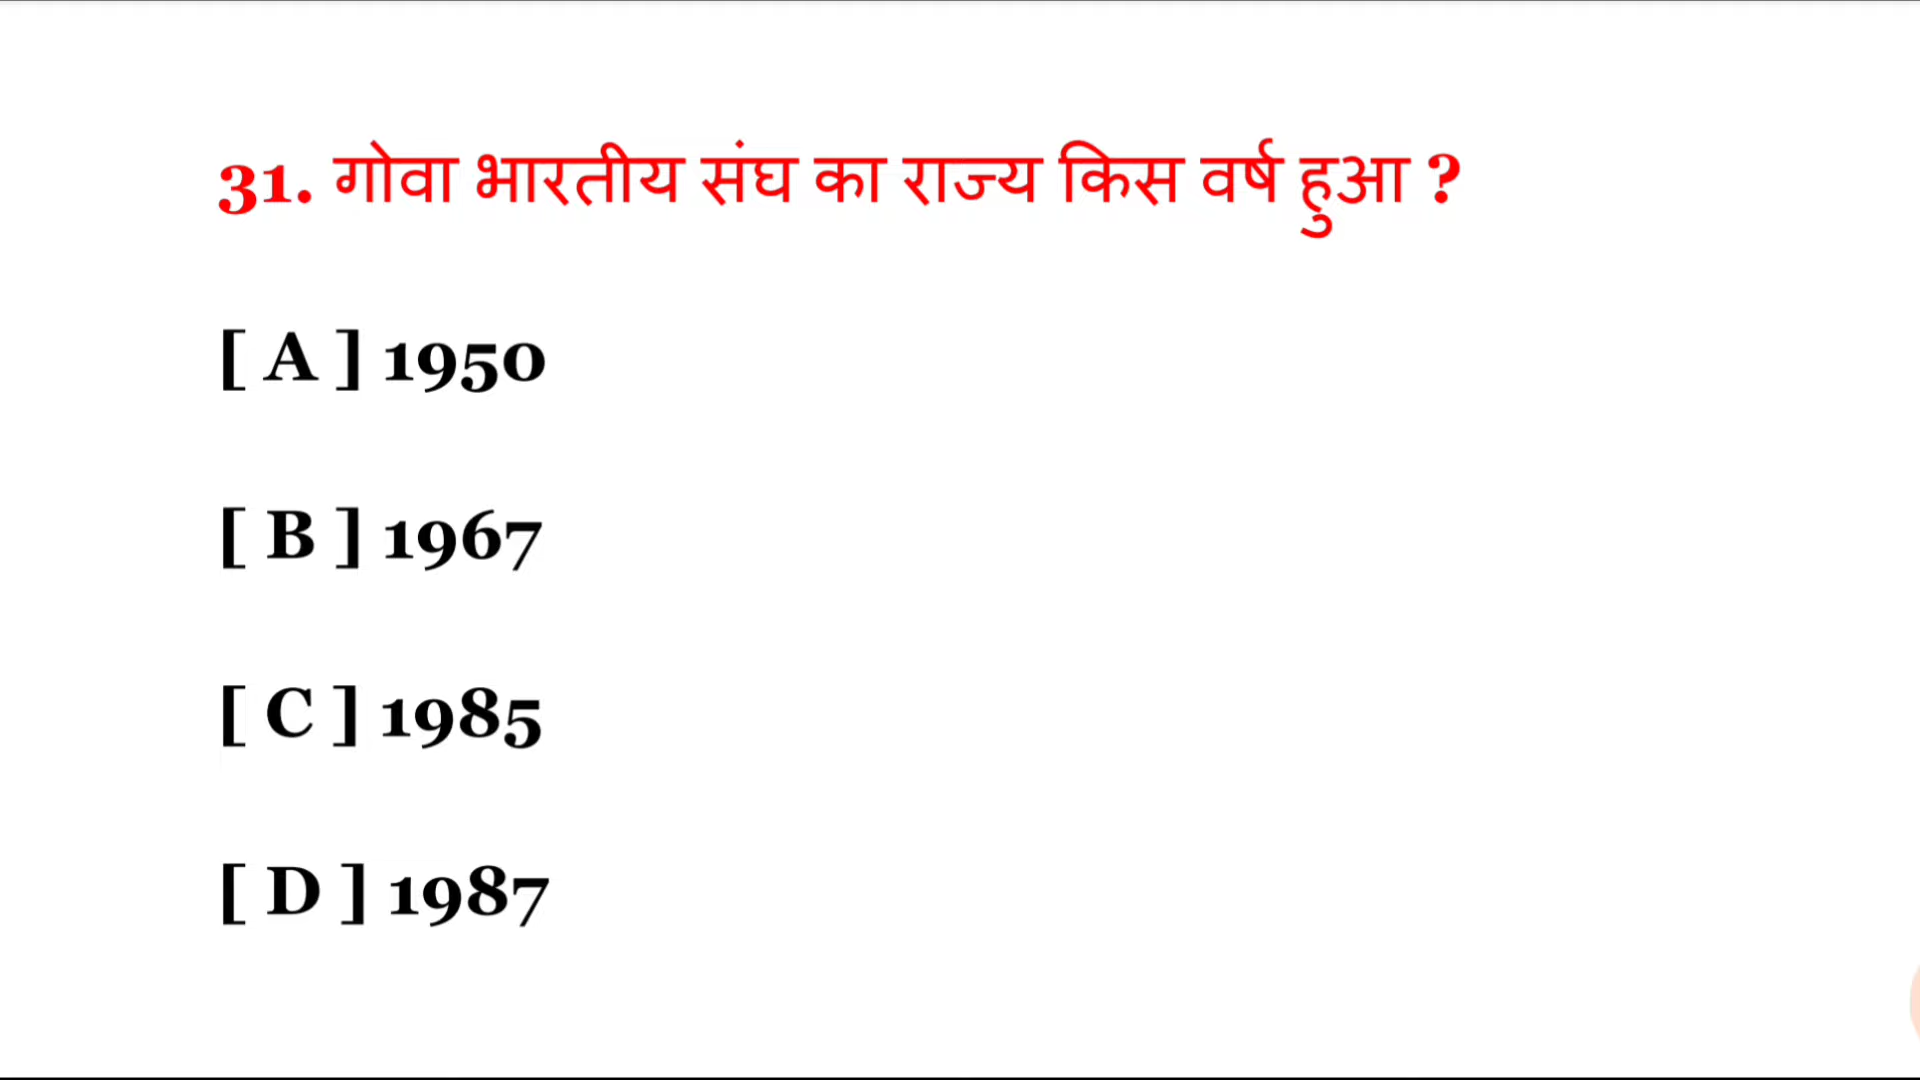 31. गोवा भारतीय संघ का राज्य किस वर्ष हुआ ?
[ A ] 1950
[ B ] 1967
[ C ] 1985
[ D ] 1987